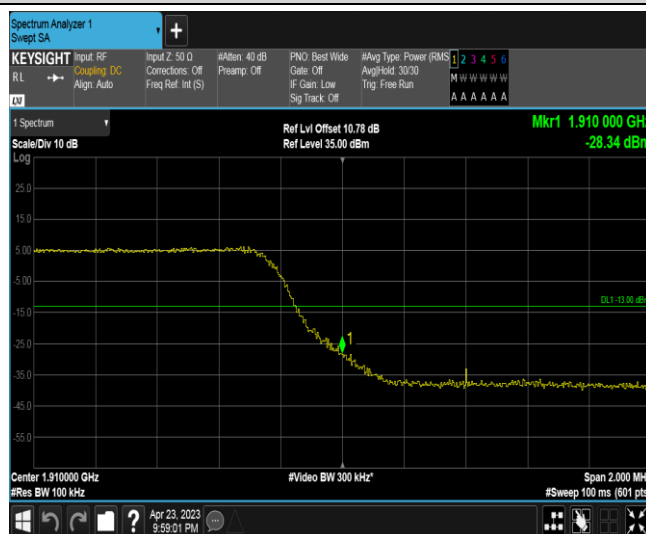 Spectrum Analyzer 1
Swept SA
+
KEYSIGHT
RL
LXI
Input: RF
Coupling: DC
Align: Auto
Input Z: 50 Ω
Corrections: Off
Freq Ref: Int (S)
#Atten: 40 dB
Preamp: Off
PNO: Best Wide
Gate: Off
IF Gain: Low
Sig Track: Off
#Avg Type: Power (RMS
Avg|Hold: 30/30
Trig: Free Run
1 2 3 4 5 6
M W W W W W
A A A A A A
1 Spectrum
Scale/Div 10 dB
Ref Lvl Offset 10.78 dB
Ref Level 35.00 dBm
Mkr1 1.910 000 GHz
-28.34 dBm
Log
25.0
15.0
5.00
-5.00
DL1 -13.00 dBm
-15.0
1
-25.0
-35.0
-45.0
-55.0
Center 1.910000 GHz
#Res BW 100 kHz
#Video BW 300 kHz*
Span 2.000 MH
#Sweep 100 ms (601 pts
?
Apr 23, 2023
9:59:01 PM